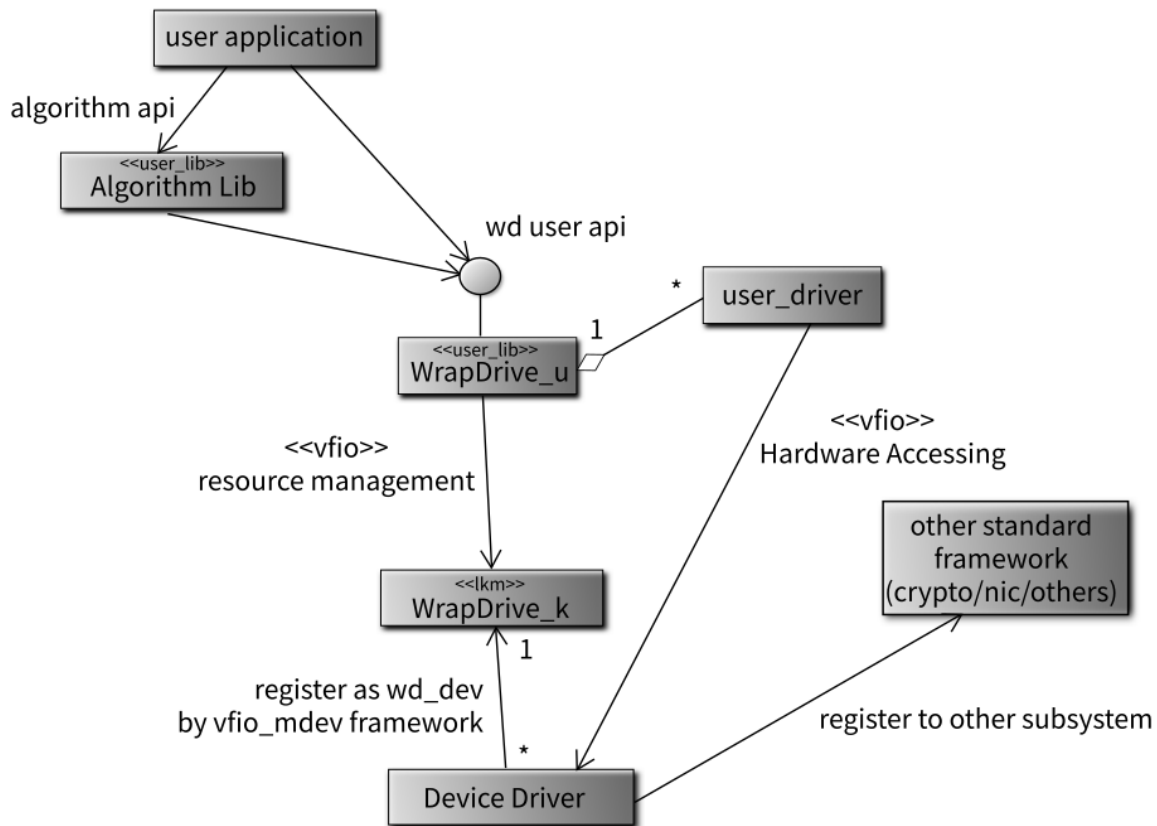 user application
algorithm api
<<user_lib>>
Algorithm Lib
wd user api
*
user_driver
1
<<user_lib>>
WrapDrive_u
<<vfio>>
resource management
<<vfio>>
Hardware Accessing
other standard
framework
(crypto/nic/others)
<<lkm>>
WrapDrive_k
1
register as wd_dev
by vfio_mdev framework
*
register to other subsystem
Device Driver